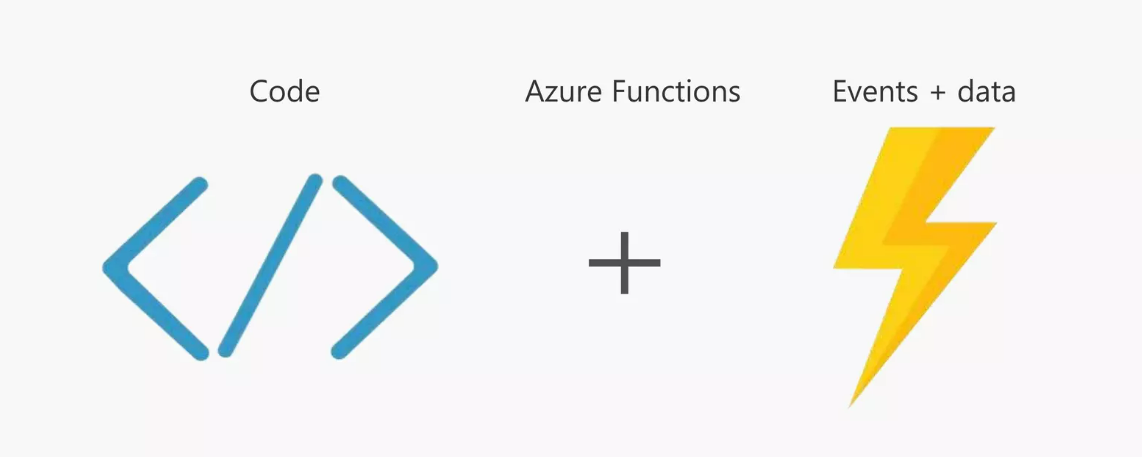 Code
Azure Functions
Events + data